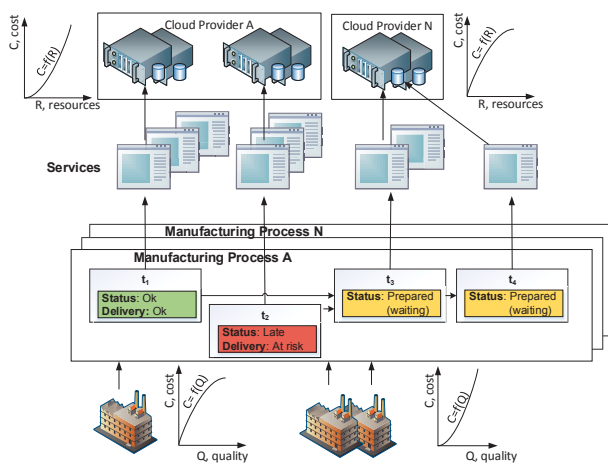 Cloud Provider A
Cloud Provider N
C, cost
C=f(R)
R, resources
C, cost
C=f(R)
R, resources
Services
Manufacturing Process N
Manufacturing Process A
t1
Status: Ok
Delivery: Ok
t2
Status: Late
Delivery: At risk
t3
Status: Prepared
(waiting)
t4
Status: Prepared
(waiting)
C, cost
C= f(Q)
Q, quality
C, cost
C=f(Q)
Q, quality